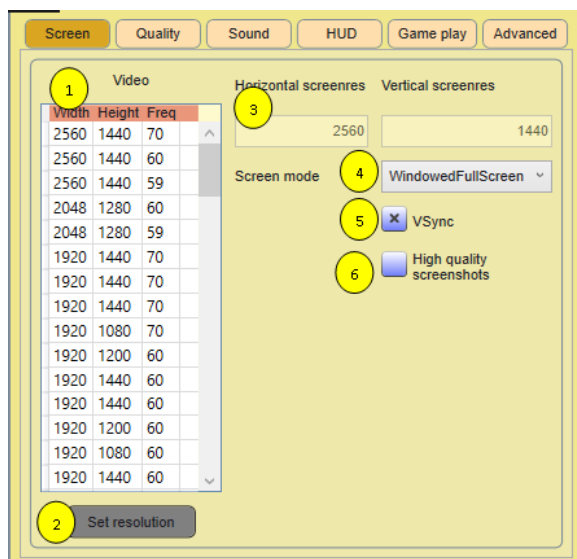 Screen Quality Sound HUD Game play Advanced
1 Video
Width Height Freq
2560 1440 70
2560 1440 60
2560 1440 59
2048 1280 60
2048 1280 59
1920 1440 70
1920 1440 70
1920 1440 70
1920 1080 70
1920 1200 60
1920 1440 60
1920 1440 60
1920 1200 60
1920 1080 60
1920 1440 60
2 Set resolution
Horizontal screenres Vertical screenres
3 2560 1440
Screen mode 4 WindowedFullScreen
5 VSync
6 High quality
screenshots